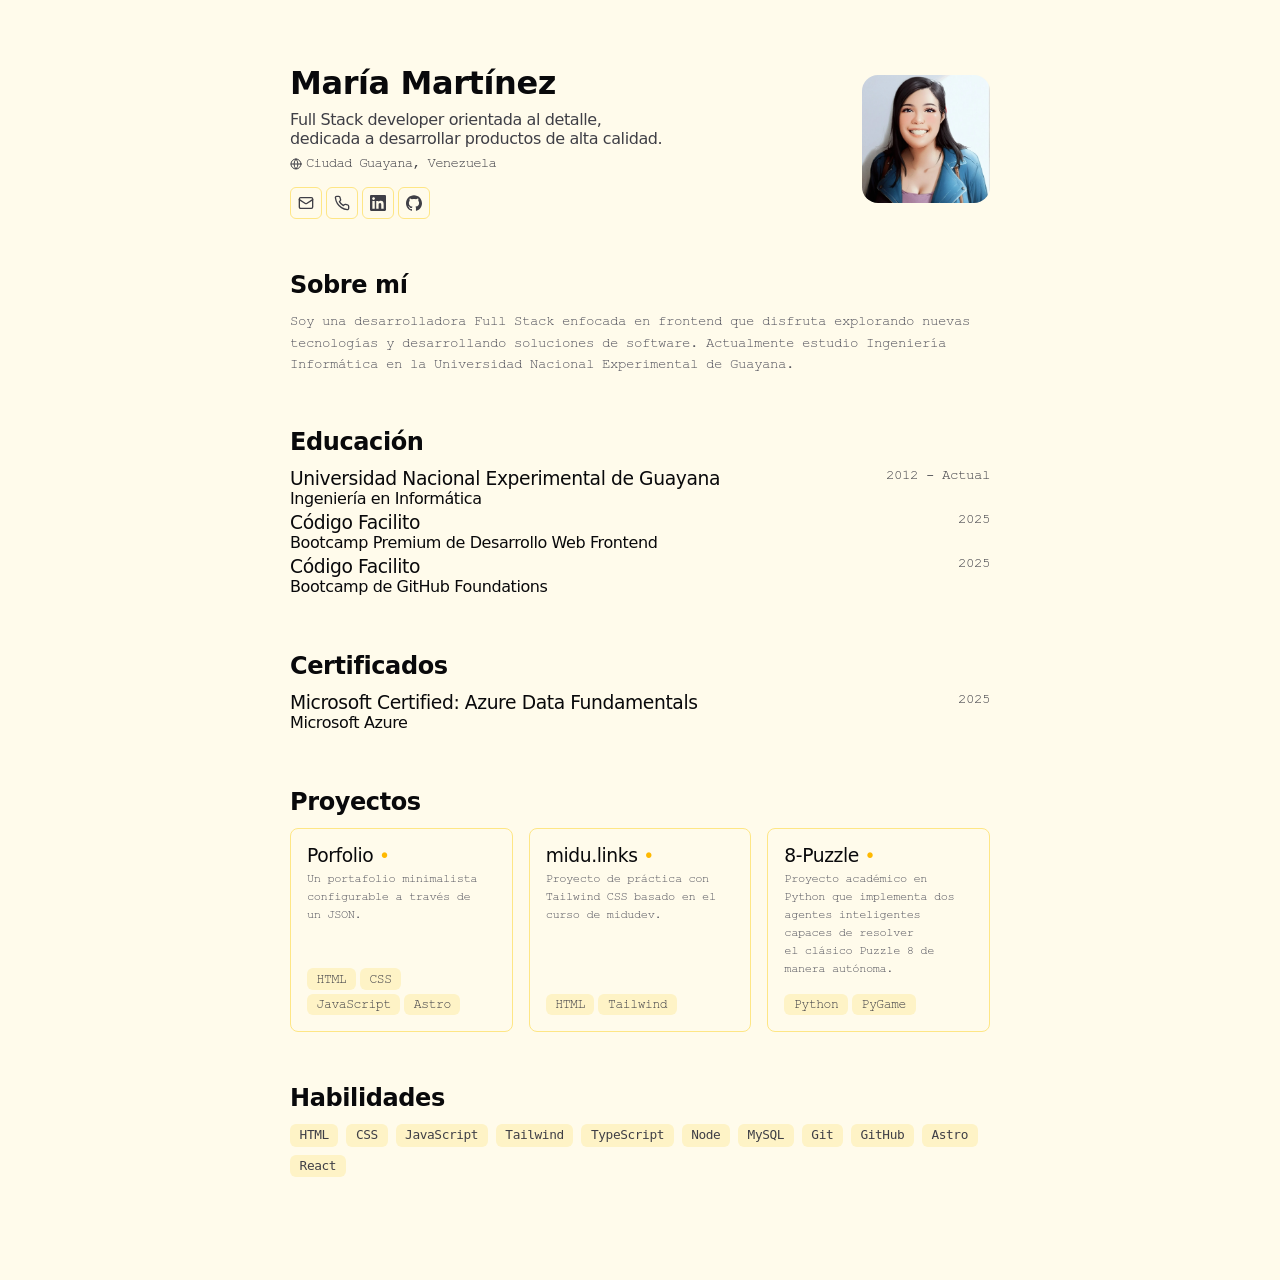 María Martínez
Full Stack developer orientada al detalle,
dedicada a desarrollar productos de alta calidad.
Ciudad Guayana, Venezuela
Sobre mí
Soy una desarrolladora Full Stack enfocada en frontend que disfruta explorando nuevas
tecnologías y desarrollando soluciones de software. Actualmente estudio Ingeniería
Informática en la Universidad Nacional Experimental de Guayana.
Educación
Universidad Nacional Experimental de Guayana 2012 - Actual
Ingeniería en Informática
Código Facilito 2025
Bootcamp Premium de Desarrollo Web Frontend
Código Facilito 2025
Bootcamp de GitHub Foundations
Certificados
Microsoft Certified: Azure Data Fundamentals 2025
Microsoft Azure
Proyectos
Porfolio
Un portafolio minimalista
configurable a través de
un JSON.
HTML CSS
JavaScript Astro
midu.links
Proyecto de práctica con
Tailwind CSS basado en el
curso de midudev.
HTML Tailwind
8-Puzzle
Proyecto académico en
Python que implementa dos
agentes inteligentes
capaces de resolver
el clásico Puzzle 8 de
manera autónoma.
Python PyGame
Habilidades
HTML CSS JavaScript Tailwind TypeScript Node MySQL Git GitHub Astro
React